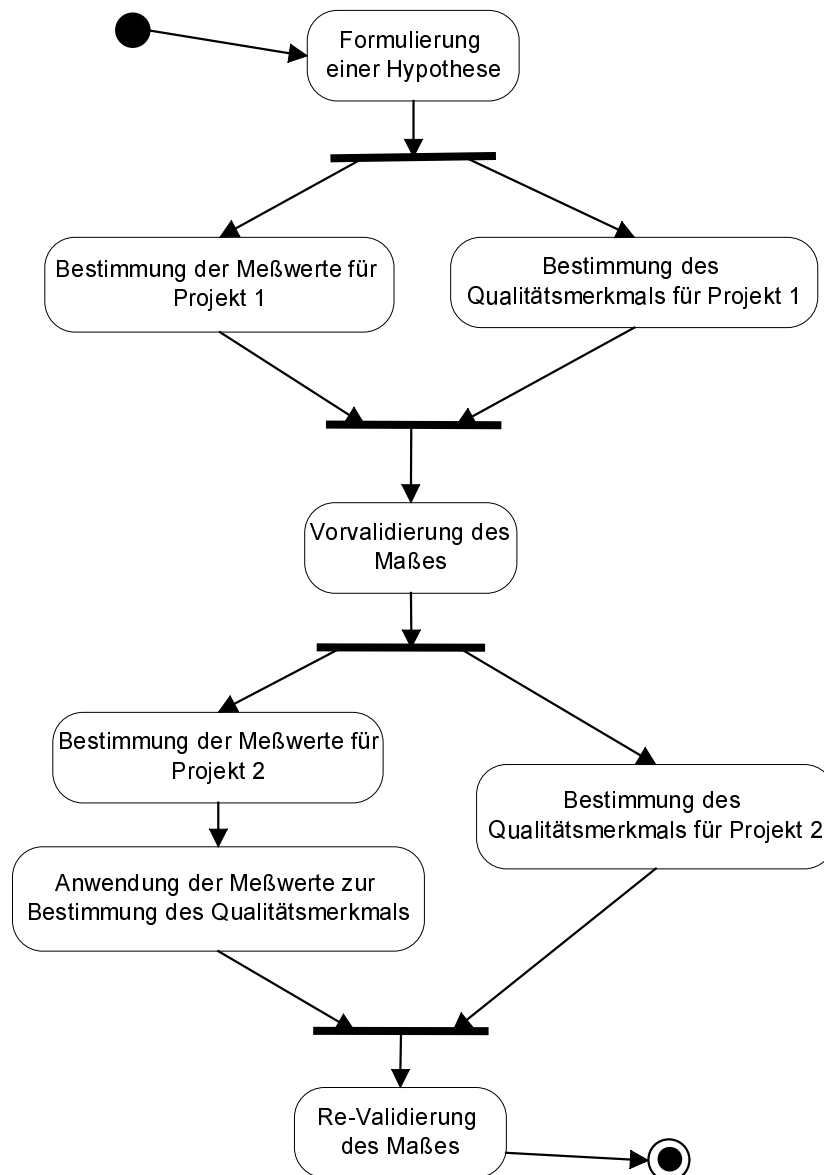 Formulierung
einer Hypothese
Bestimmung der Meßwerte für
Projekt 1
Bestimmung des
Qualitätsmerkmals für Projekt 1
Vorvalidierung des
Maßes
Bestimmung der Meßwerte für
Projekt 2
Bestimmung des
Qualitätsmerkmals für Projekt 2
Anwendung der Meßwerte zur
Bestimmung des Qualitätsmerkmals
Re-Validierung
des Maßes